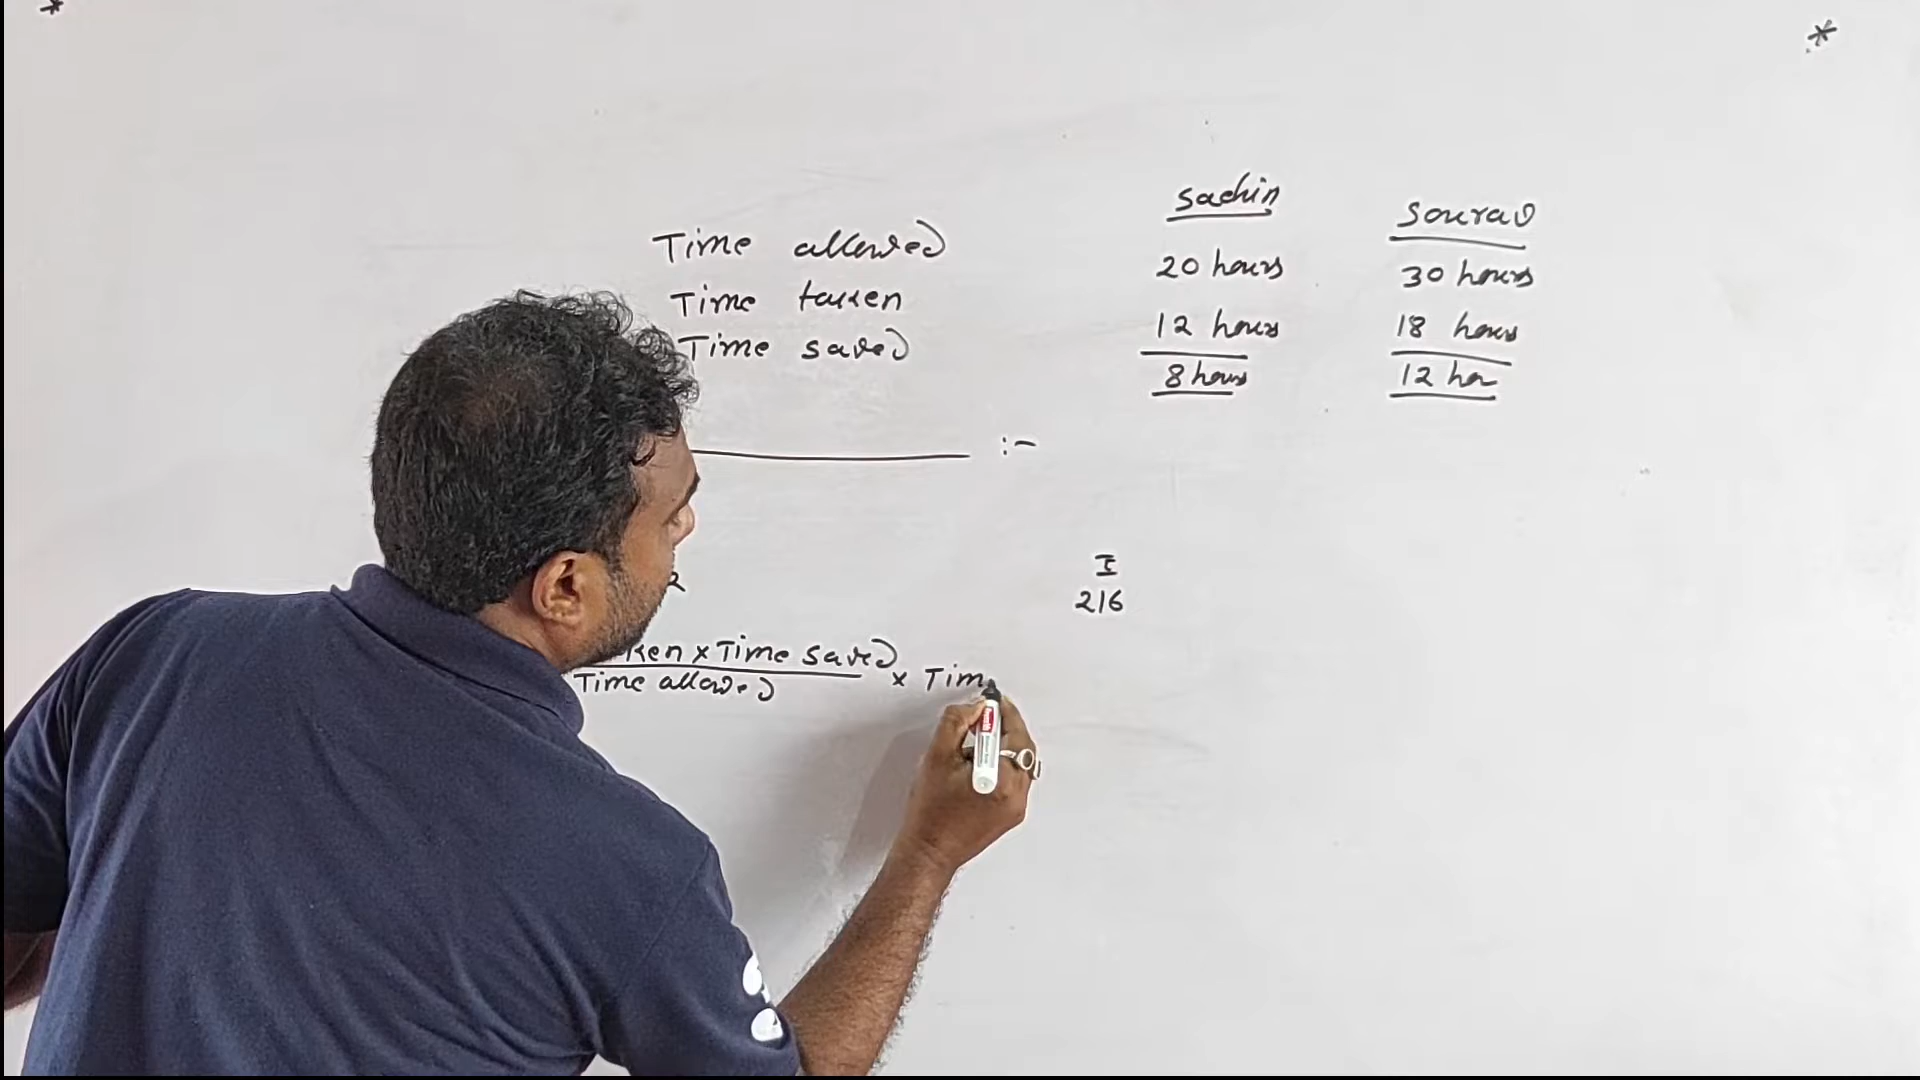 Sachin Sourav
Time allowed 20 hours 30 hours
Time taken 12 hours 18 hours
Time saved 8 hours 12 hor
:-
I
216
ken x Time saved
Time allowed x Tim